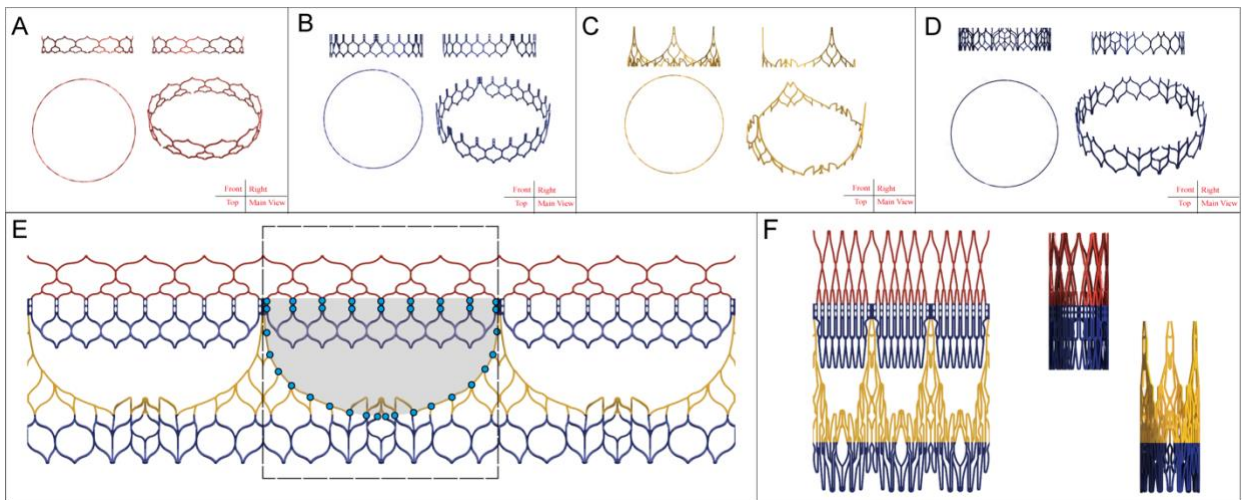 A
Front Right
Top Main View
B
Front Right
Top Main View
C
Front Right
Top Main View
D
Front Right
Top Main View
E
F